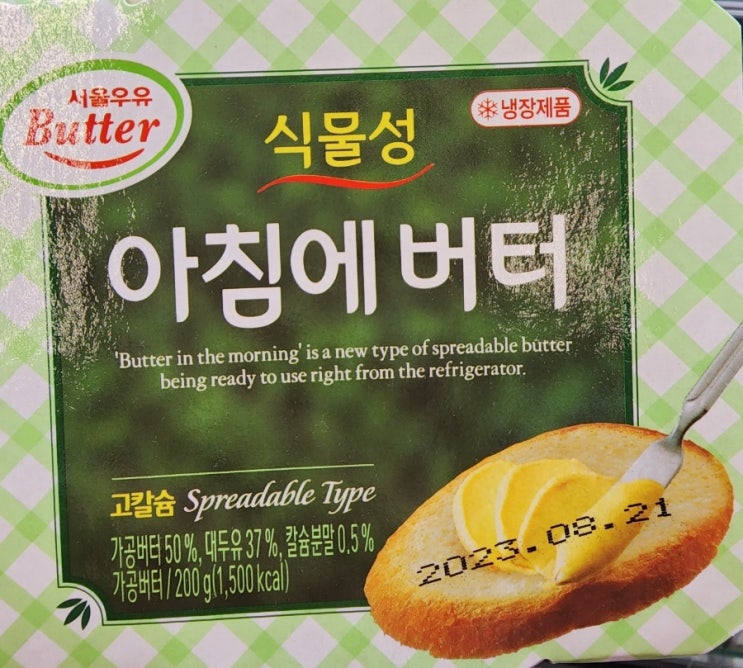 서울우유
Butter
식물성
냉장제품
아침에 버터
'Butter in the morning' is a new type of spreadable butter
being ready to use right from the refrigerator.
고칼슘 Spreadable Type
가공버터 50%, 대두유 37%, 칼슘분말 0.5%
가공버터 / 200 g(1,500 kcal)
2023.08.21